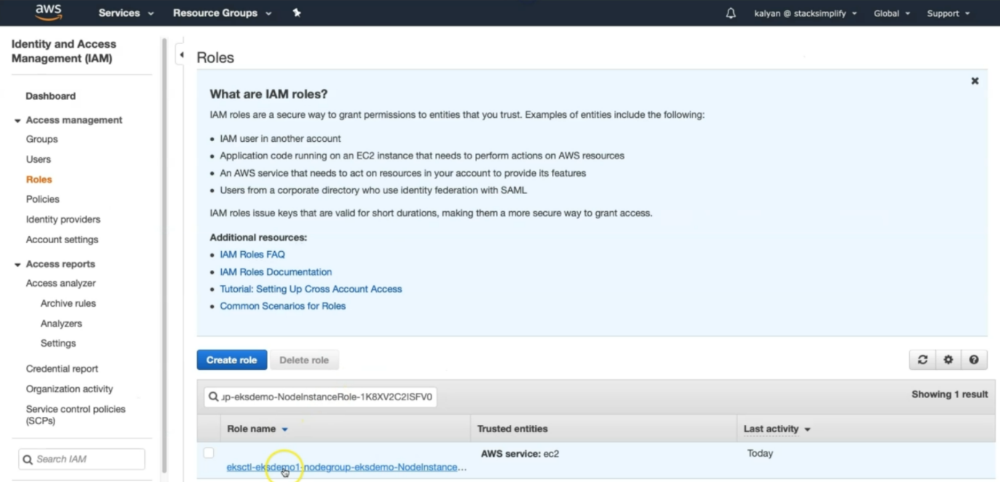 aws Services Resource Groups kalyan @ stacksimplify Global Support
Identity and Access
Management (IAM)
Dashboard
Access management
Groups
Users
Roles
Policies
Identity providers
Account settings
Access reports
Access analyzer
Archive rules
Analyzers
Settings
Credential report
Organization activity
Service control policies
(SCPs)
Search IAM
Roles
What are IAM roles?
IAM roles are a secure way to grant permissions to entities that you trust. Examples of entities include the following:
• IAM user in another account
• Application code running on an EC2 instance that needs to perform actions on AWS resources
• An AWS service that needs to act on resources in your account to provide its features
• Users from a corporate directory who use identity federation with SAML
IAM roles issue keys that are valid for short durations, making them a more secure way to grant access.
Additional resources:
• IAM Roles FAQ
• IAM Roles Documentation
• Tutorial: Setting Up Cross Account Access
• Common Scenarios for Roles
Create role Delete role
up-eksdemo-NodeInstanceRole-1K8XV2C2ISFV0 Showing 1 result
Role name Trusted entities Last activity
eksctl-eksdemo1-nodegroup-eksdemo-NodeInstance... AWS service: ec2 Today